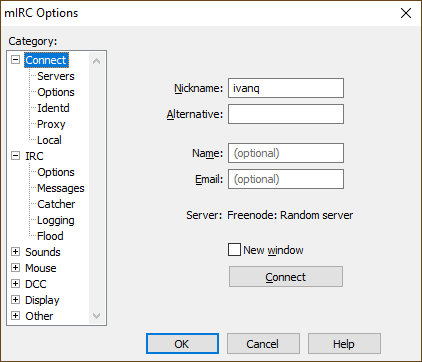 mIRC Options
Category:
Connect
Servers
Options
Identd
Proxy
Local
IRC
Options
Messages
Catcher
Logging
Flood
Sounds
Mouse
DCC
Display
Other
Nickname: ivanq
Alternative:
Name: (optional)
Email: (optional)
Server: Freenode: Random server
New window
Connect
OK Cancel Help